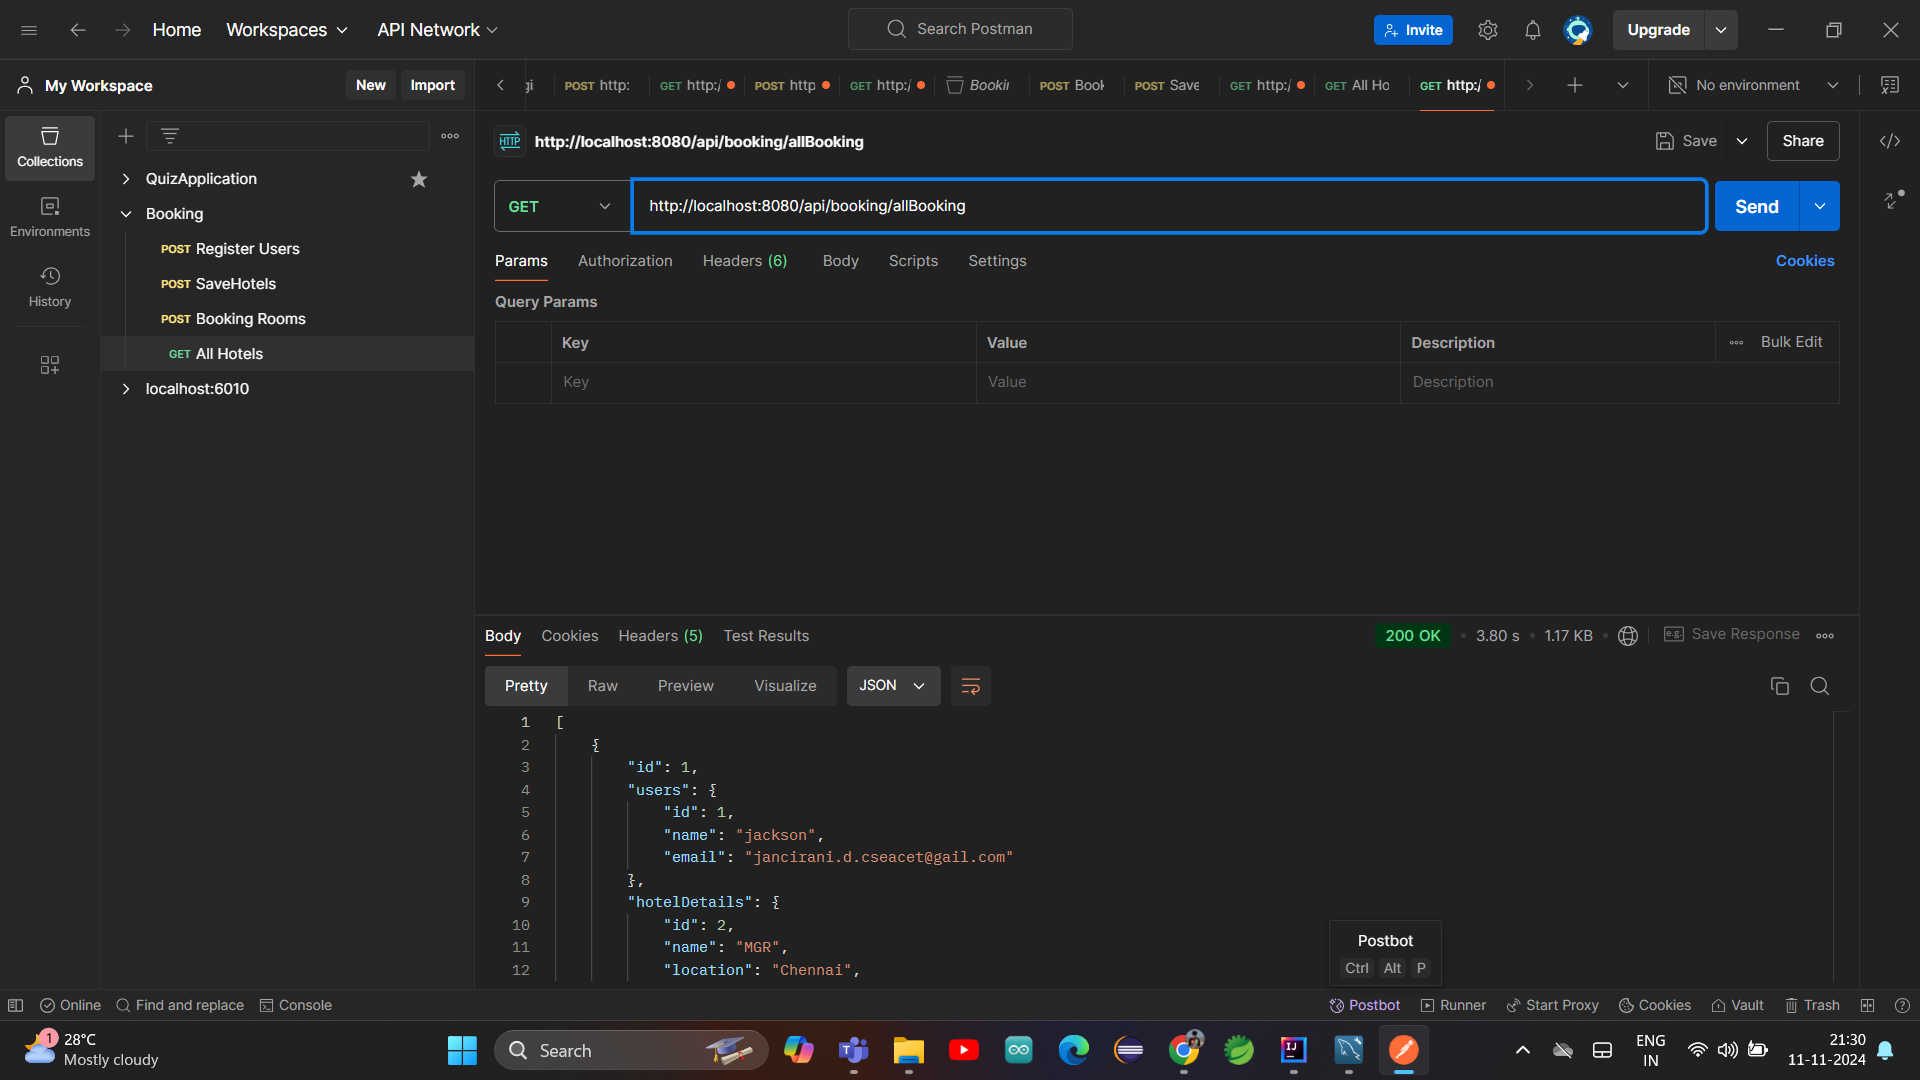 Home
Workspaces
API Network
Search Postman
Invite
Upgrade
My Workspace
New
Import
POST http:
GET http:/
POST http
GET http:/
Bookin
POST Book
POST Save
GET http:/
GET All Ho
GET http:/
No environment
HTTP
http://localhost:8080/api/booking/allBooking
Save
Share
Collections
Environments
History
QuizApplication
Booking
POST Register Users
POST SaveHotels
POST Booking Rooms
GET All Hotels
localhost:6010
GET
http://localhost:8080/api/booking/allBooking
Send
Params
Authorization
Headers (6)
Body
Scripts
Settings
Cookies
Query Params
Key
Value
Description
Bulk Edit
Key
Value
Description
Body
Cookies
Headers (5)
Test Results
200 OK
3.80 s
1.17 KB
e.g.
Save Response
Pretty
Raw
Preview
Visualize
JSON
1 [
2 {
3 "id": 1,
4 "users": {
5 "id": 1,
6 "name": "jackson",
7 "email": "jancirani.d.cseacet@gail.com"
8 },
9 "hotelDetails": {
10 "id": 2,
11 "name": "MGR",
12 "location": "Chennai",
Postbot
Ctrl Alt P
Online
Find and replace
Console
Postbot
Runner
Start Proxy
Cookies
Vault
Trash
1
28°C
Mostly cloudy
Search
ENG
IN
21:30
11-11-2024